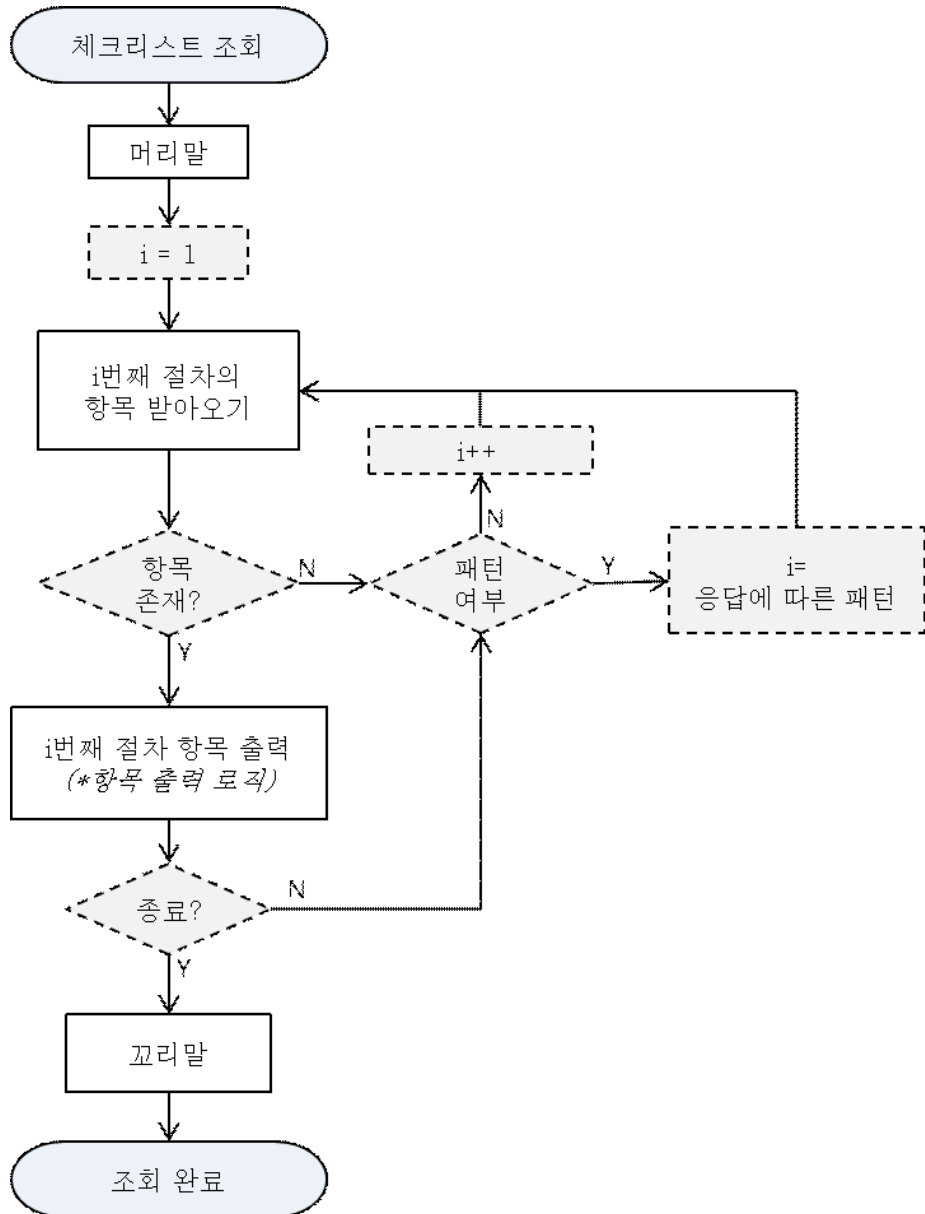 체크리스트 조회
머리말
i = 1
i번째 절차의
항목 받아오기
i++
항목
존재?
N
패턴
여부
N
Y
i=
응답에 따른 패턴
Y
i번째 절차 항목 출력
(*항목 출력 로직)
종료?
N
Y
꼬리말
조회 완료